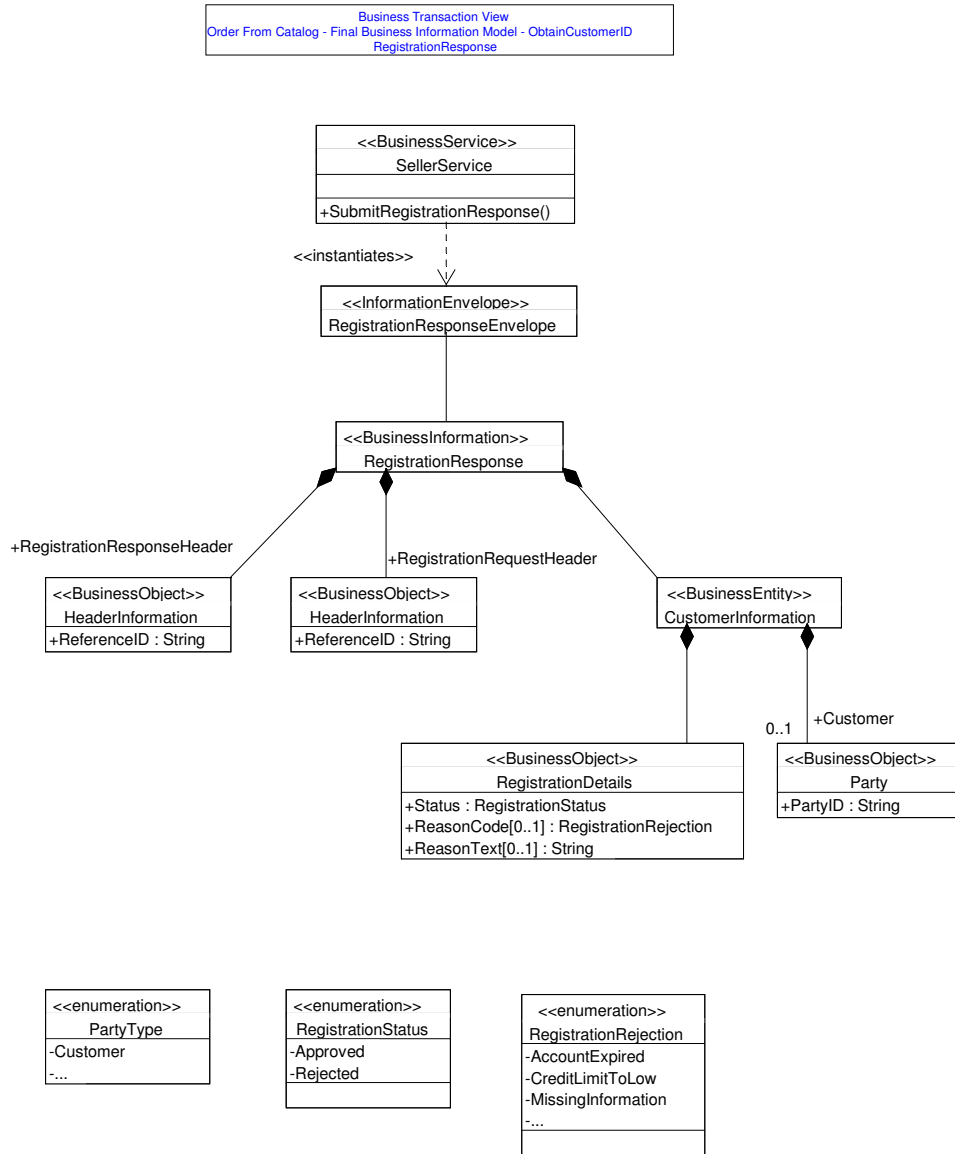 Business Transaction View
Order From Catalog - Final Business Information Model - ObtainCustomerID
RegistrationResponse
<<BusinessService>>
SellerService
+SubmitRegistrationResponse()
<<instantiates>>
<<InformationEnvelope>>
RegistrationResponseEnvelope
<<BusinessInformation>>
RegistrationResponse
+RegistrationResponseHeader
+RegistrationRequestHeader
<<BusinessObject>>
HeaderInformation
+ReferenceID : String
<<BusinessObject>>
HeaderInformation
+ReferenceID : String
<<BusinessEntity>>
CustomerInformation
0..1
+Customer
<<BusinessObject>>
RegistrationDetails
+Status : RegistrationStatus
+ReasonCode[0..1] : RegistrationRejection
+ReasonText[0..1] : String
<<BusinessObject>>
Party
+PartyID : String
<<enumeration>>
PartyType
-Customer
-...
<<enumeration>>
RegistrationStatus
-Approved
-Rejected
<<enumeration>>
RegistrationRejection
-AccountExpired
-CreditLimitToLow
-MissingInformation
-...